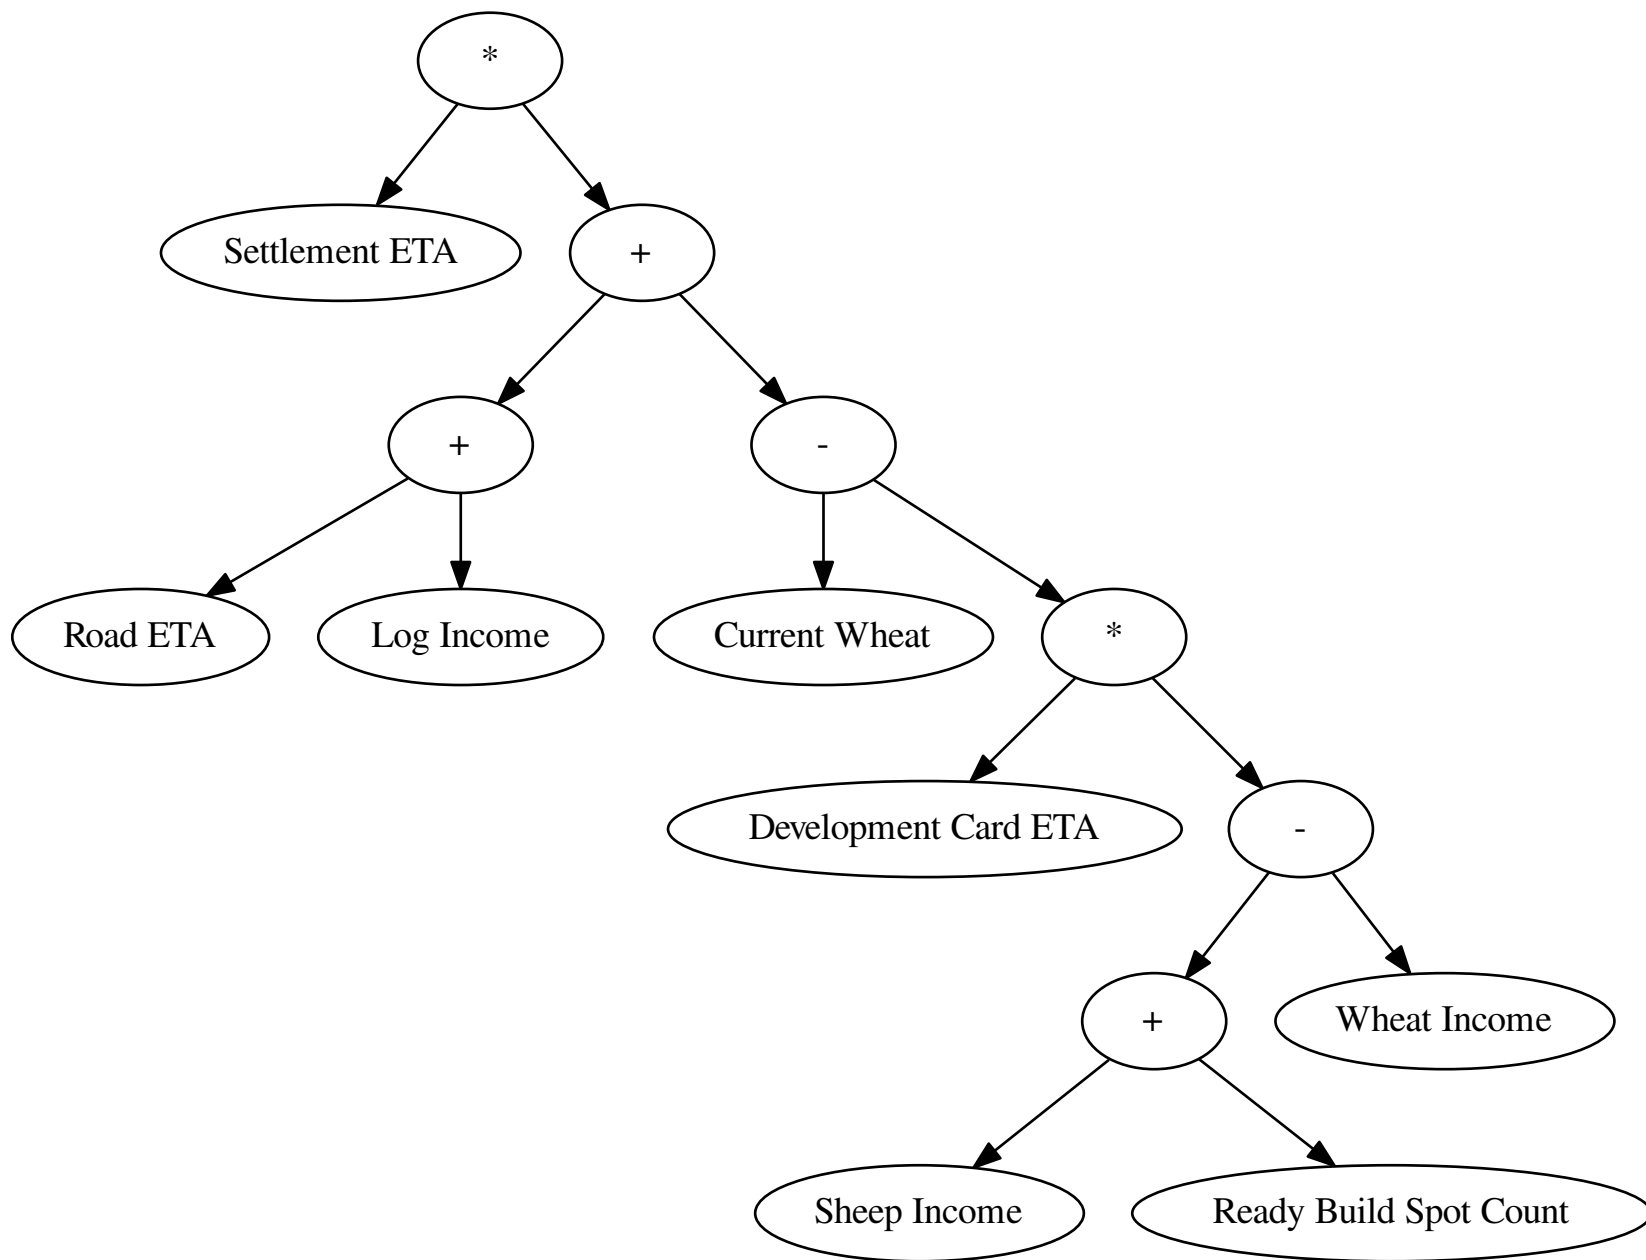 *
Settlement ETA
+
+
-
Road ETA
Log Income
Current Wheat
*
Development Card ETA
-
+
Wheat Income
Sheep Income
Ready Build Spot Count